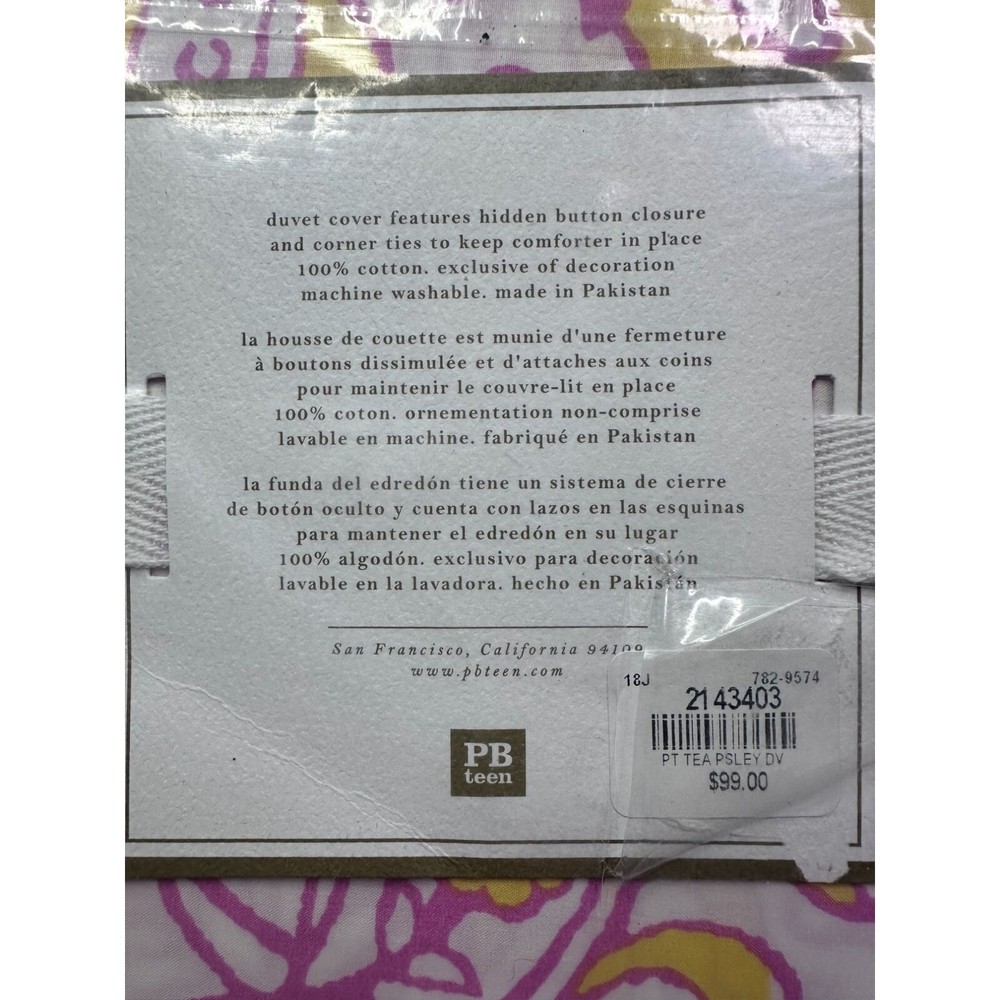 duvet cover features hidden button closure
and corner ties to keep comforter in place
100% cotton. exclusive of decoration
machine washable. made in Pakistan
la housse de couette est munie d'une fermeture
à boutons dissimulée et d'attaches aux coins
pour maintenir le couvre-lit en place
100% coton. ornementation non-comprise
lavable en machine. fabriqué en Pakistan
la funda del edredón tiene un sistema de cierre
de botón oculto y cuenta con lazos en las esquinas
para mantener el edredón en su lugar
100% algodón. exclusivo para decoración
lavable en la lavadora. hecho en Pakistán
San Francisco, California 94109
www.pbteen.com
PB
teen
18J 782-9574
2143403
PT TEA PSLEY DV
$99.00